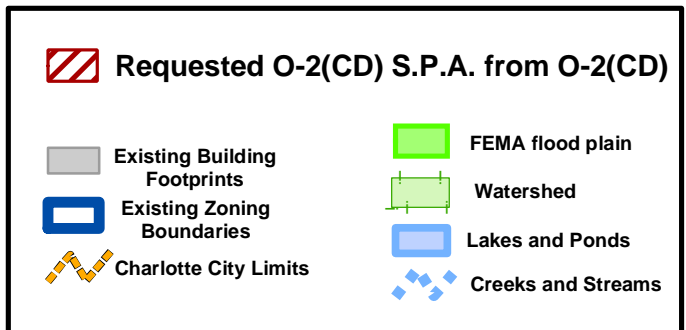 Requested O-2(CD) S.P.A. from O-2(CD)
Existing Building
Footprints
Existing Zoning
Boundaries
Charlotte City Limits
FEMA flood plain
Watershed
Lakes and Ponds
Creeks and Streams